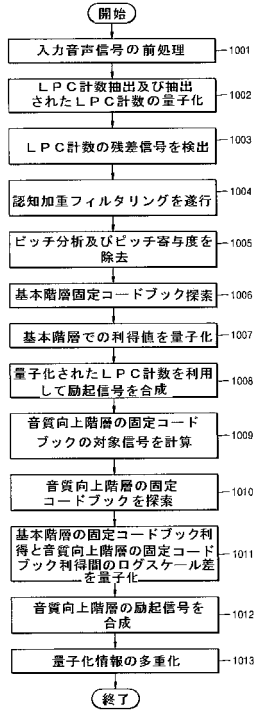 開始
入力音声信号の前処理
1001
LPC計数抽出及び抽出
されたLPC計数の量子化
1002
LPC計数の残差信号を検出
1003
認知加重フィルタリングを遂行
1004
ピッチ分析及びピッチ寄与度を
除去
1005
基本階層固定コードブック探索
1006
基本階層での利得値を量子化
1007
量子化されたLPC計数を利用
して励起信号を合成
1008
音質向上階層の固定コード
ブックの対象信号を計算
1009
音質向上階層の固定
コードブックを探索
1010
基本階層の固定コードブック利
得と音質向上階層の固定コード
ブック利得間のログスケール差
を量子化
1011
音質向上階層の励起信号を
合成
1012
量子化情報の多重化
1013
終了